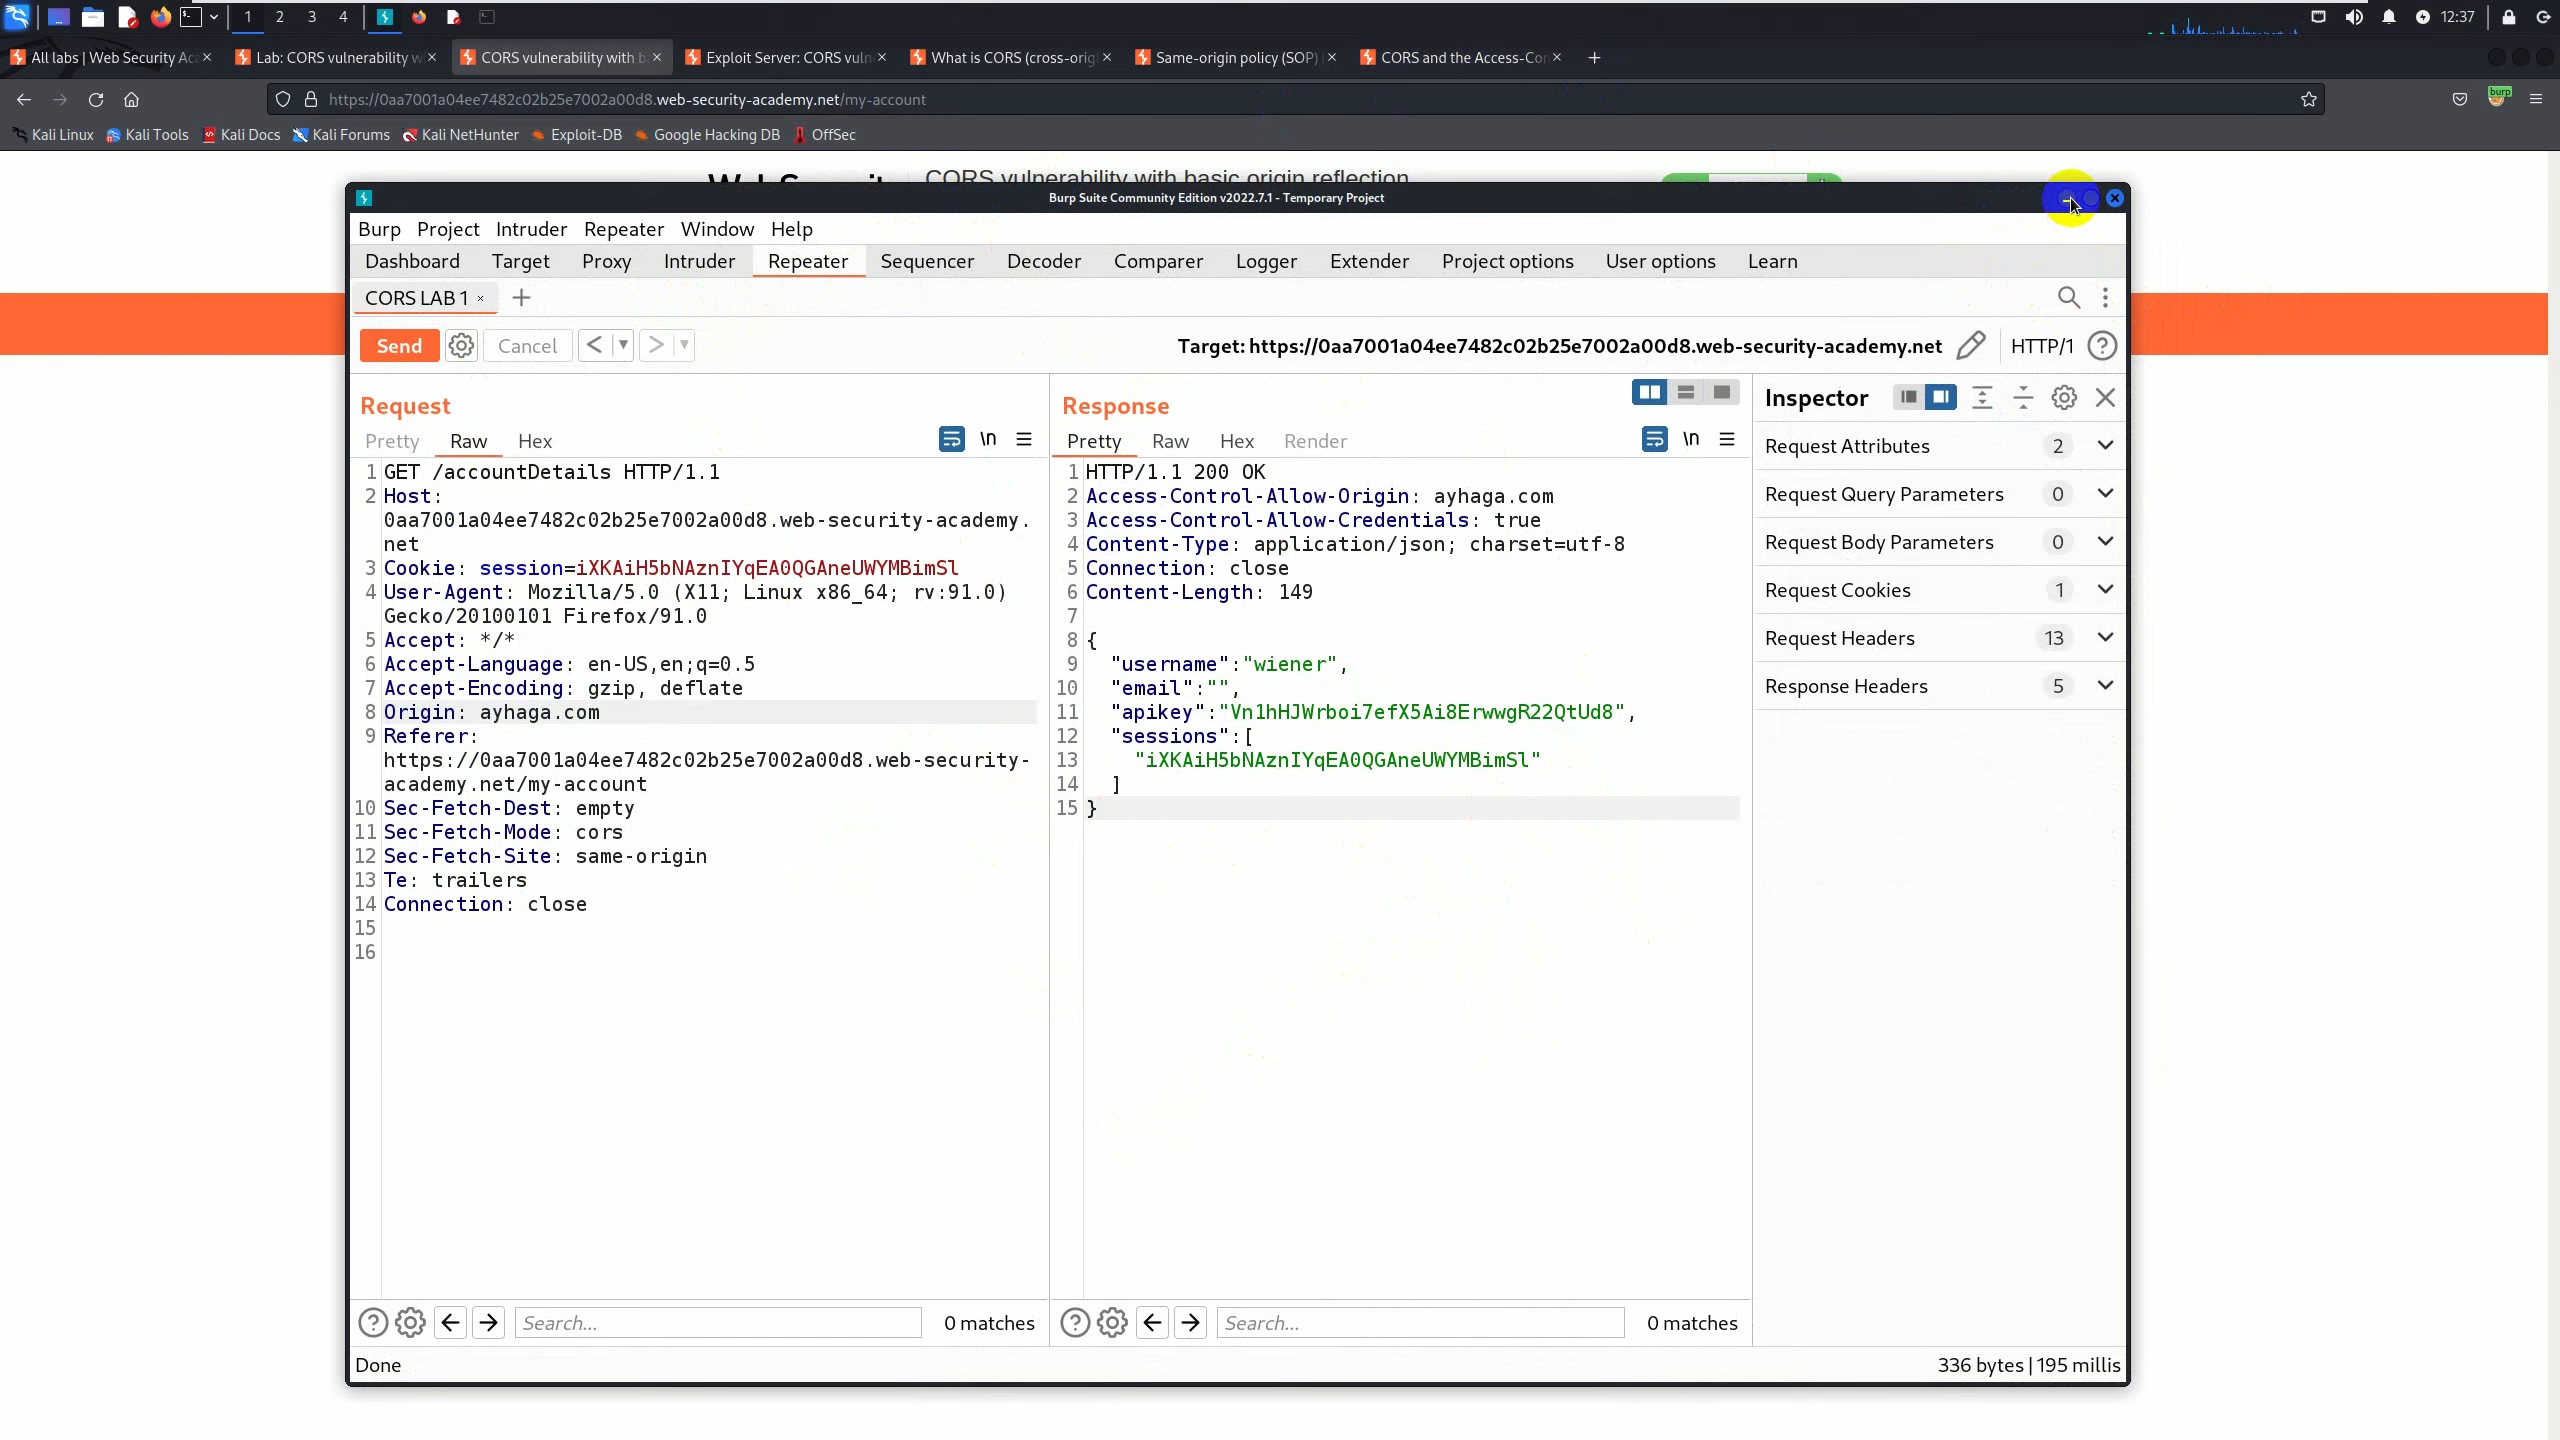 1 2 3 4 12:37
All labs | Web Security Ac
Lab: CORS vulnerability w
CORS vulnerability with b
Exploit Server: CORS vuln
What is CORS (cross-orig
Same-origin policy (SOP)
CORS and the Access-Con
https://0aa7001a04ee7482c02b25e7002a00d8.web-security-academy.net/my-account
burp
Kali Linux Kali Tools Kali Docs Kali Forums Kali NetHunter Exploit-DB Google Hacking DB OffSec
Web Security CORS vulnerability with basic origin reflection
Burp Suite Community Edition v2022.7.1 - Temporary Project
Burp Project Intruder Repeater Window Help
Dashboard Target Proxy Intruder Repeater Sequencer Decoder Comparer Logger Extender Project options User options Learn
CORS LAB 1 × +
Send Cancel < > Target: https://0aa7001a04ee7482c02b25e7002a00d8.web-security-academy.net HTTP/1 ?
Request
Pretty Raw Hex \n
1 GET /accountDetails HTTP/1.1
2 Host:
0aa7001a04ee7482c02b25e7002a00d8.web-security-academy.
net
3 Cookie: session=iXKAiH5bNAznIYqEA0QGAneUWYMBimSl
4 User-Agent: Mozilla/5.0 (X11; Linux x86_64; rv:91.0)
Gecko/20100101 Firefox/91.0
5 Accept: */*
6 Accept-Language: en-US,en;q=0.5
7 Accept-Encoding: gzip, deflate
8 Origin: ayhaga.com
9 Referer:
https://0aa7001a04ee7482c02b25e7002a00d8.web-security-
academy.net/my-account
10 Sec-Fetch-Dest: empty
11 Sec-Fetch-Mode: cors
12 Sec-Fetch-Site: same-origin
13 Te: trailers
14 Connection: close
15
16
Search... 0 matches
Response
Pretty Raw Hex Render \n
1 HTTP/1.1 200 OK
2 Access-Control-Allow-Origin: ayhaga.com
3 Access-Control-Allow-Credentials: true
4 Content-Type: application/json; charset=utf-8
5 Connection: close
6 Content-Length: 149
7
8 {
9 "username":"wiener",
10 "email":"",
11 "apikey":"Vn1hHJWrboi7efX5Ai8ErwwgR22QtUd8",
12 "sessions":[
13 "iXKAiH5bNAznIYqEA0QGAneUWYMBimSl"
14 ]
15 }
Search... 0 matches
Inspector
Request Attributes 2
Request Query Parameters 0
Request Body Parameters 0
Request Cookies 1
Request Headers 13
Response Headers 5
Done
336 bytes | 195 millis